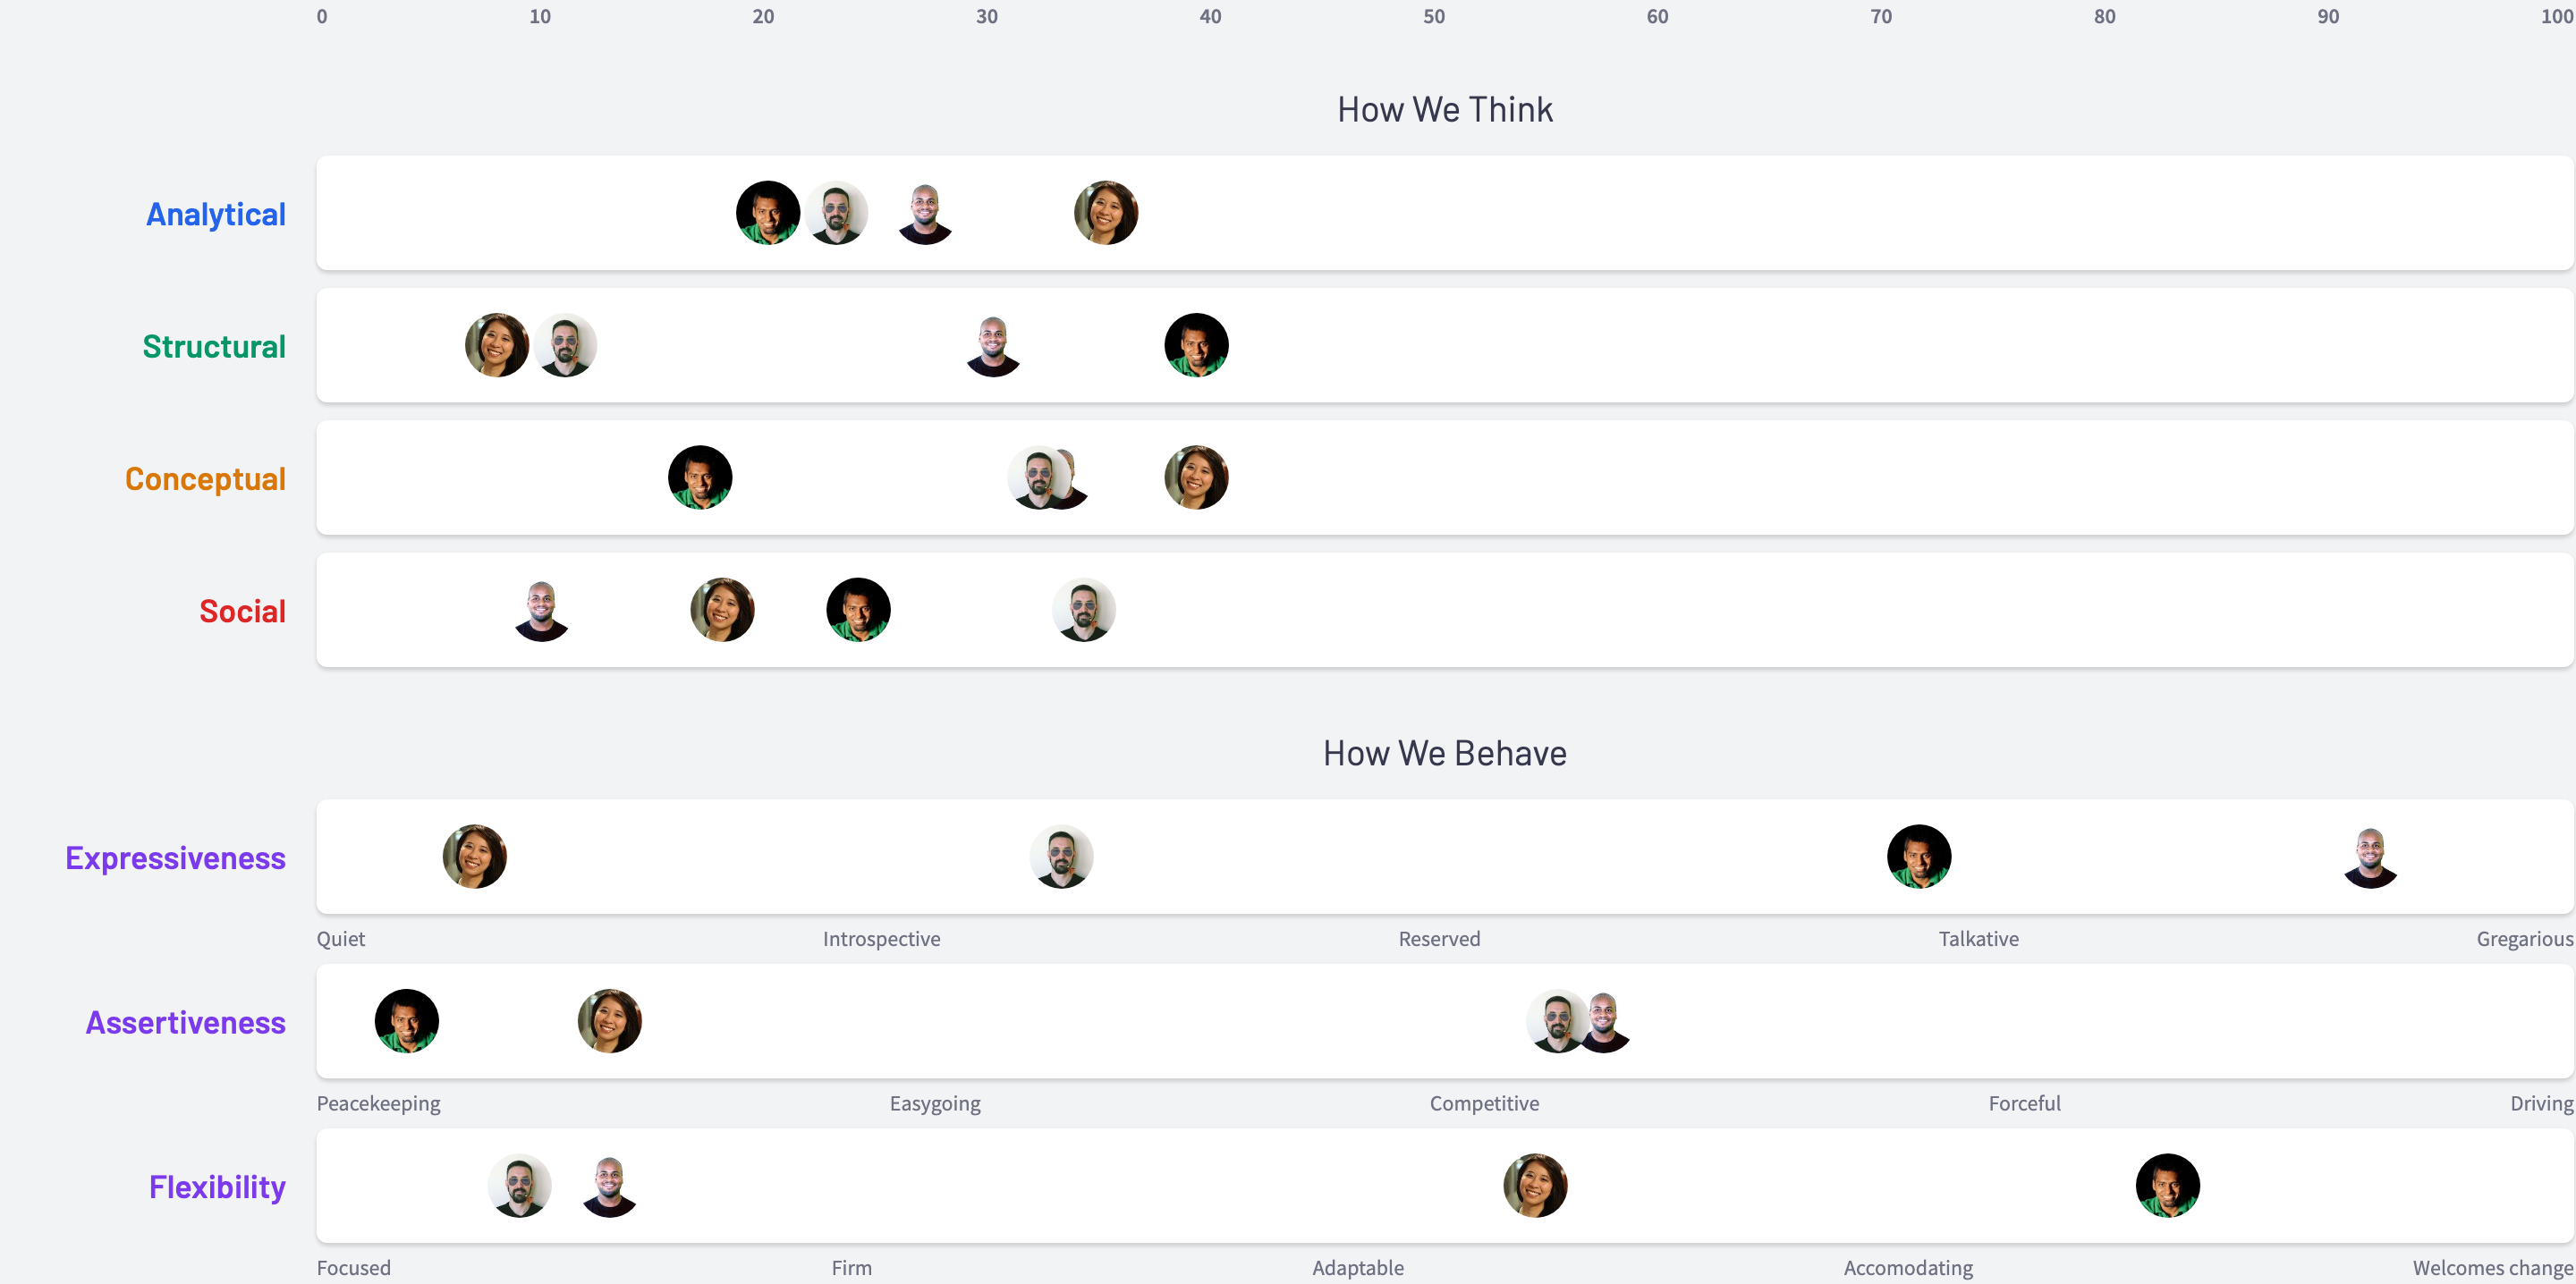 0 10 20 30 40 50 60 70 80 90 100
How We Think
Analytical
Structural
Conceptual
Social
How We Behave
Expressiveness
Quiet Introspective Reserved Talkative Gregarious
Assertiveness
Peacekeeping Easygoing Competitive Forceful Driving
Flexibility
Focused Firm Adaptable Accomodating Welcomes change